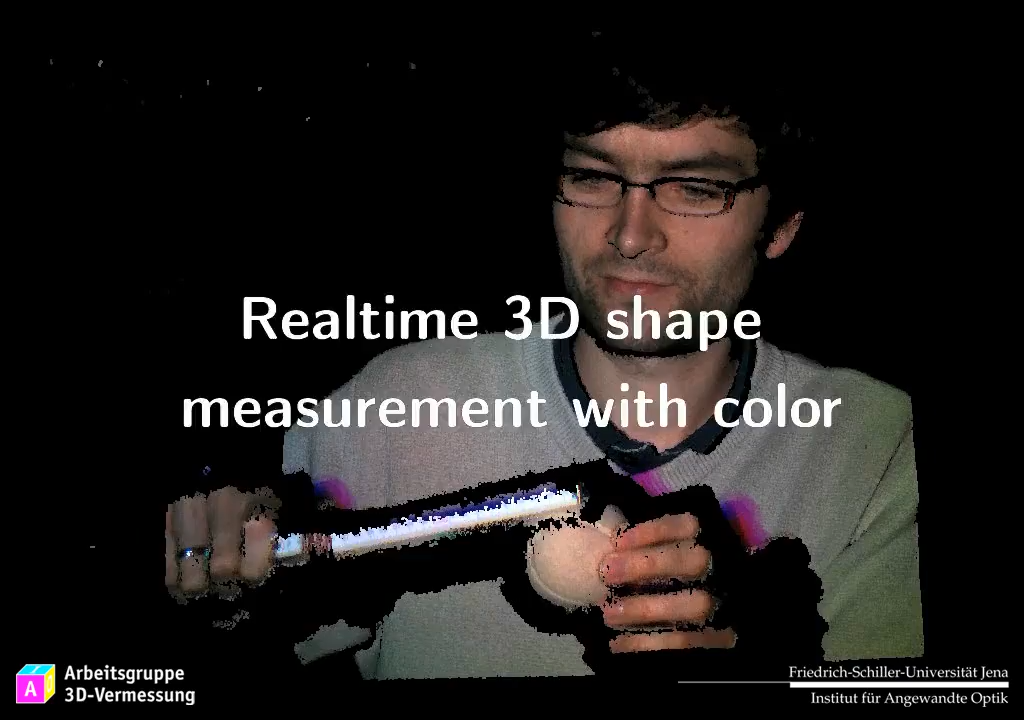 Realtime 3D shape
measurement with color
A
Arbeitsgruppe
3D-Vermessung
Friedrich-Schiller-Universität Jena
Institut für Angewandte Optik